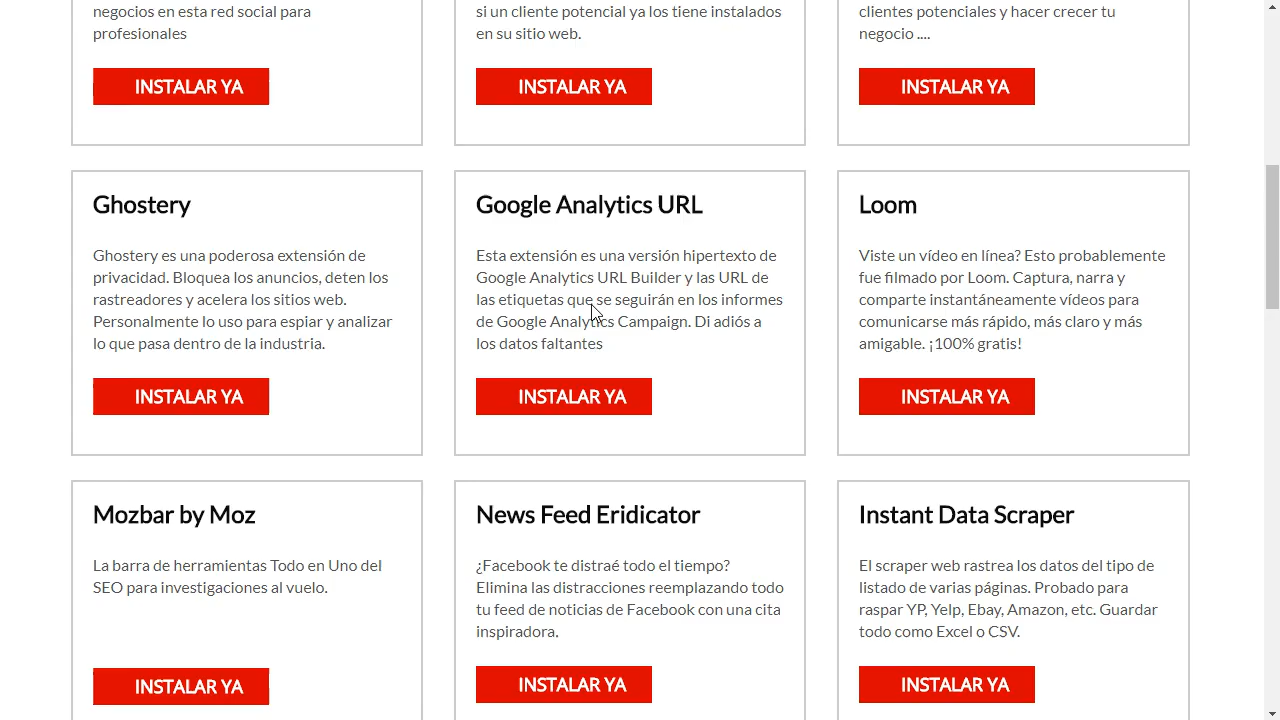 negocios en esta red social para
profesionales
INSTALAR YA
si un cliente potencial ya los tiene instalados
en su sitio web.
INSTALAR YA
clientes potenciales y hacer crecer tu
negocio ....
INSTALAR YA
Ghostery
Ghostery es una poderosa extensión de
privacidad. Bloquea los anuncios, deten los
rastreadores y acelera los sitios web.
Personalmente lo uso para espiar y analizar
lo que pasa dentro de la industria.
INSTALAR YA
Google Analytics URL
Esta extensión es una versión hipertexto de
Google Analytics URL Builder y las URL de
las etiquetas que se seguirán en los informes
de Google Analytics Campaign. Di adiós a
los datos faltantes
INSTALAR YA
Loom
Viste un vídeo en línea? Esto probablemente
fue filmado por Loom. Captura, narra y
comparte instantáneamente vídeos para
comunicarse más rápido, más claro y más
amigable. ¡100% gratis!
INSTALAR YA
Mozbar by Moz
La barra de herramientas Todo en Uno del
SEO para investigaciones al vuelo.
INSTALAR YA
News Feed Eridicator
¿Facebook te distraé todo el tiempo?
Elimina las distracciones reemplazando todo
tu feed de noticias de Facebook con una cita
inspiradora.
INSTALAR YA
Instant Data Scraper
El scraper web rastrea los datos del tipo de
listado de varias páginas. Probado para
raspar YP, Yelp, Ebay, Amazon, etc. Guardar
todo como Excel o CSV.
INSTALAR YA